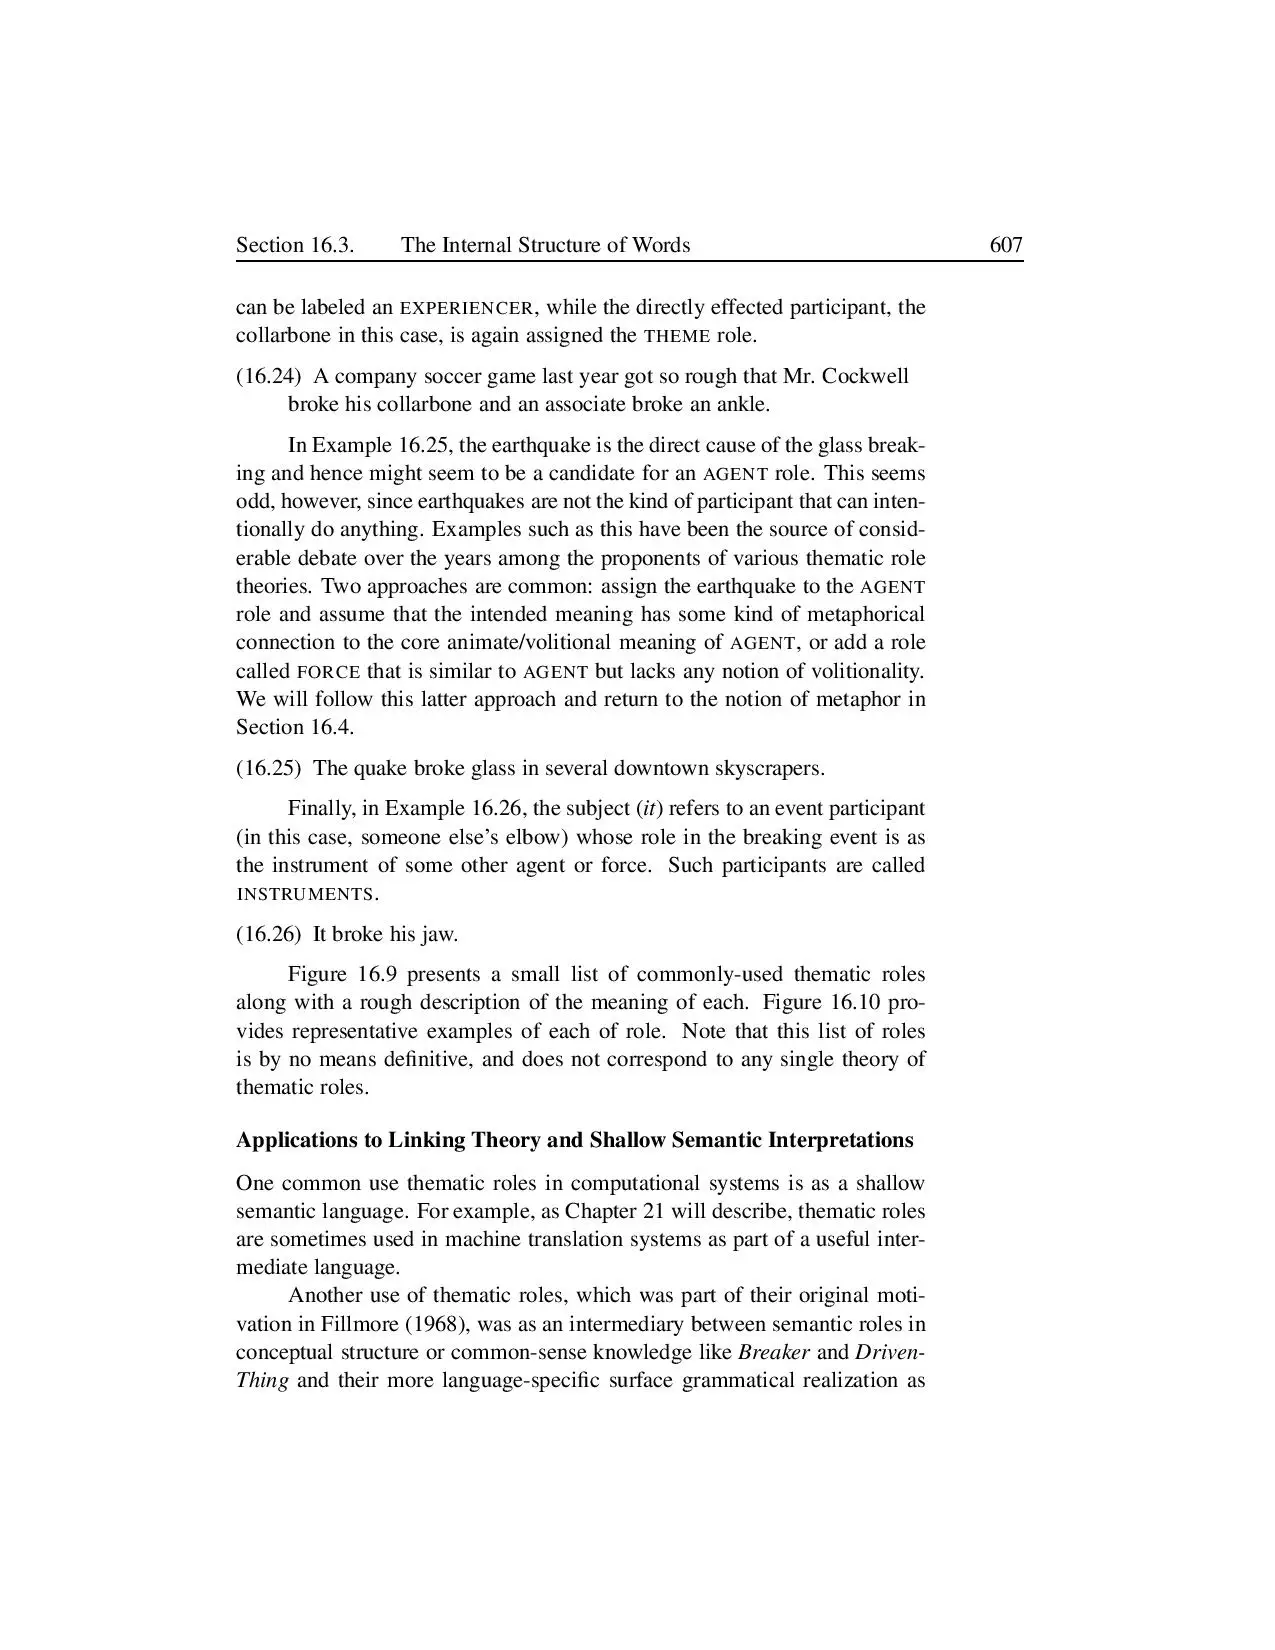 Section 16.3. The Internal Structure of Words 607
can be labeled an EXPERIENCER, while the directly effected participant, the
collarbone in this case, is again assigned the THEME role.
(16.24) A company soccer game last year got so rough that Mr. Cockwell
broke his collarbone and an associate broke an ankle.
In Example 16.25, the earthquake is the direct cause of the glass break-
ing and hence might seem to be a candidate for an AGENT role. This seems
odd, however, since earthquakes are not the kind of participant that can inten-
tionally do anything. Examples such as this have been the source of consid-
erable debate over the years among the proponents of various thematic role
theories. Two approaches are common: assign the earthquake to the AGENT
role and assume that the intended meaning has some kind of metaphorical
connection to the core animate/volitional meaning of AGENT, or add a role
called FORCE that is similar to AGENT but lacks any notion of volitionality.
We will follow this latter approach and return to the notion of metaphor in
Section 16.4.
(16.25) The quake broke glass in several downtown skyscrapers.
Finally, in Example 16.26, the subject (it) refers to an event participant
(in this case, someone else's elbow) whose role in the breaking event is as
the instrument of some other agent or force. Such participants are called
INSTRUMENTS.
(16.26) It broke his jaw.
Figure 16.9 presents a small list of commonly-used thematic roles
along with a rough description of the meaning of each. Figure 16.10 pro-
vides representative examples of each of role. Note that this list of roles
is by no means definitive, and does not correspond to any single theory of
thematic roles.
Applications to Linking Theory and Shallow Semantic Interpretations
One common use thematic roles in computational systems is as a shallow
semantic language. For example, as Chapter 21 will describe, thematic roles
are sometimes used in machine translation systems as part of a useful inter-
mediate language.
Another use of thematic roles, which was part of their original moti-
vation in Fillmore (1968), was as an intermediary between semantic roles in
conceptual structure or common-sense knowledge like Breaker and Driven-
Thing and their more language-specific surface grammatical realization as